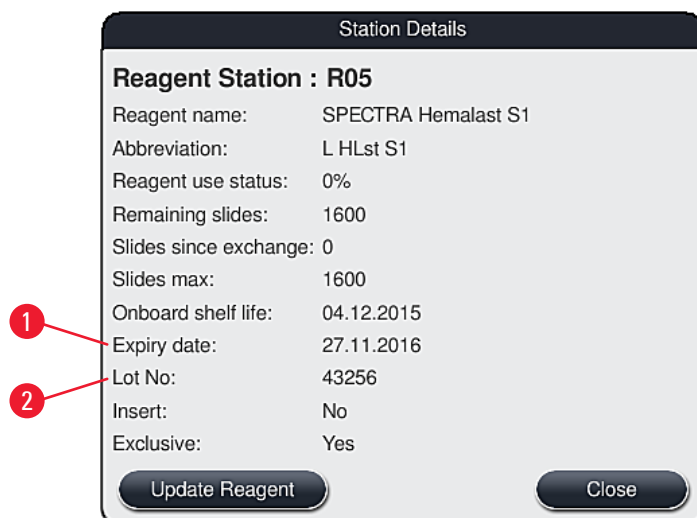 Station Details
Reagent Station : R05
Reagent name: SPECTRA Hemalast S1
Abbreviation: L HLst S1
Reagent use status: 0%
Remaining slides: 1600
Slides since exchange: 0
Slides max: 1600
Onboard shelf life: 04.12.2015
1
Expiry date: 27.11.2016
Lot No: 43256
2
Insert: No
Exclusive: Yes
Update Reagent Close